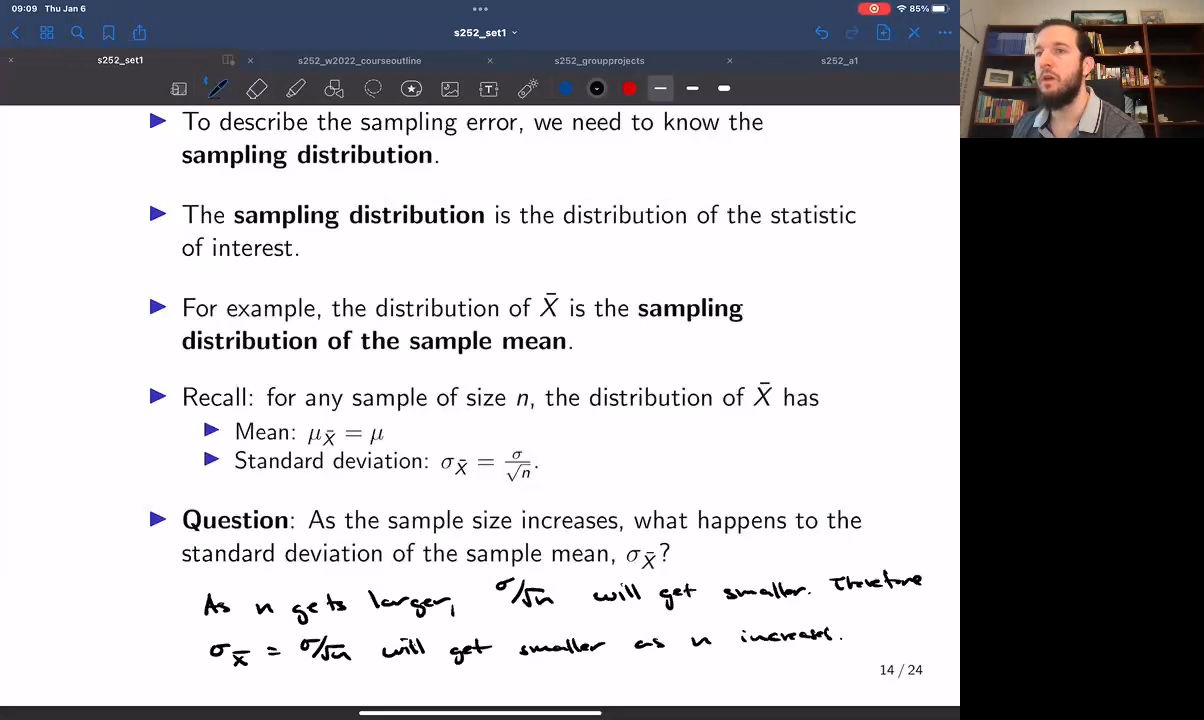 09:09 Thu Jan 6
85%
s252_set1
s252_set1
s252_w2022_courseoutline
s252_groupprojects
s252_a1
To describe the sampling error, we need to know the
sampling distribution.
The sampling distribution is the distribution of the statistic
of interest.
For example, the distribution of X̄ is the sampling
distribution of the sample mean.
Recall: for any sample of size n, the distribution of X̄ has
Mean: μ_X̄ = μ
Standard deviation: σ_X̄ = σ/√n.
Question: As the sample size increases, what happens to the
standard deviation of the sample mean, σ_X̄?
As n gets larger, σ/√n will get smaller. Therefore
σ_X̄ = σ/√n will get smaller as n increases.
14 / 24